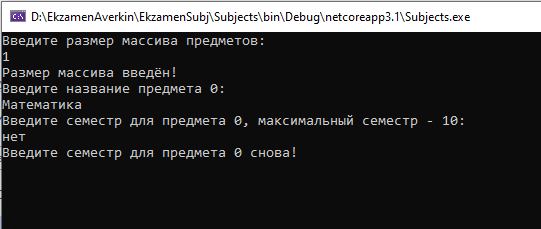 D:\EkzamenAverkin\EkzamenSubj\Subjects\bin\Debug\netcoreapp3.1\Subjects.exe
Введите размер массива предметов:
1
Размер массива введён!
Введите название предмета 0:
Математика
Введите семестр для предмета 0, максимальный семестр - 10:
нет
Введите семестр для предмета 0 снова!